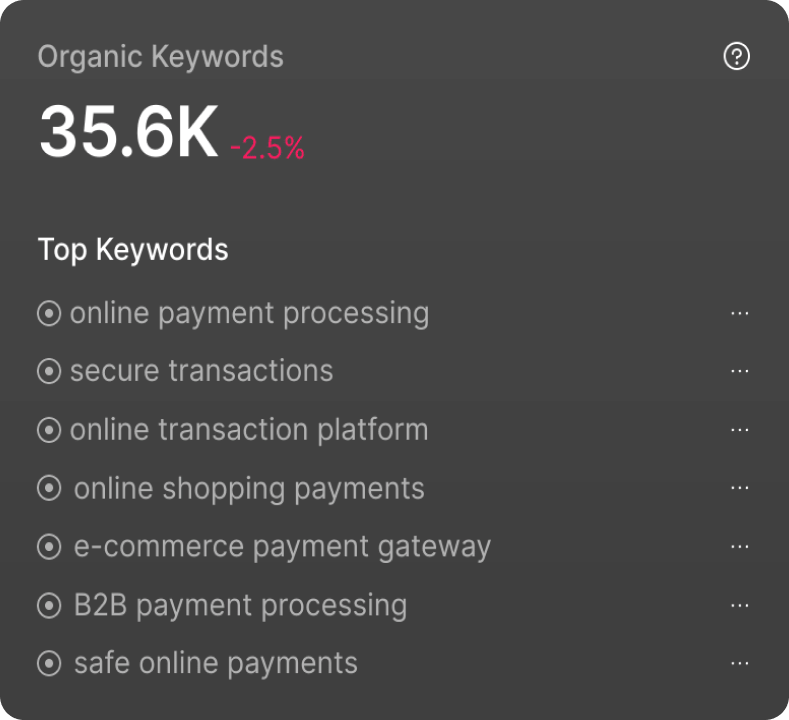 Organic Keywords
35.6K -2.5%
Top Keywords
online payment processing ...
secure transactions ...
online transaction platform ...
online shopping payments ...
e-commerce payment gateway ...
B2B payment processing ...
safe online payments ...